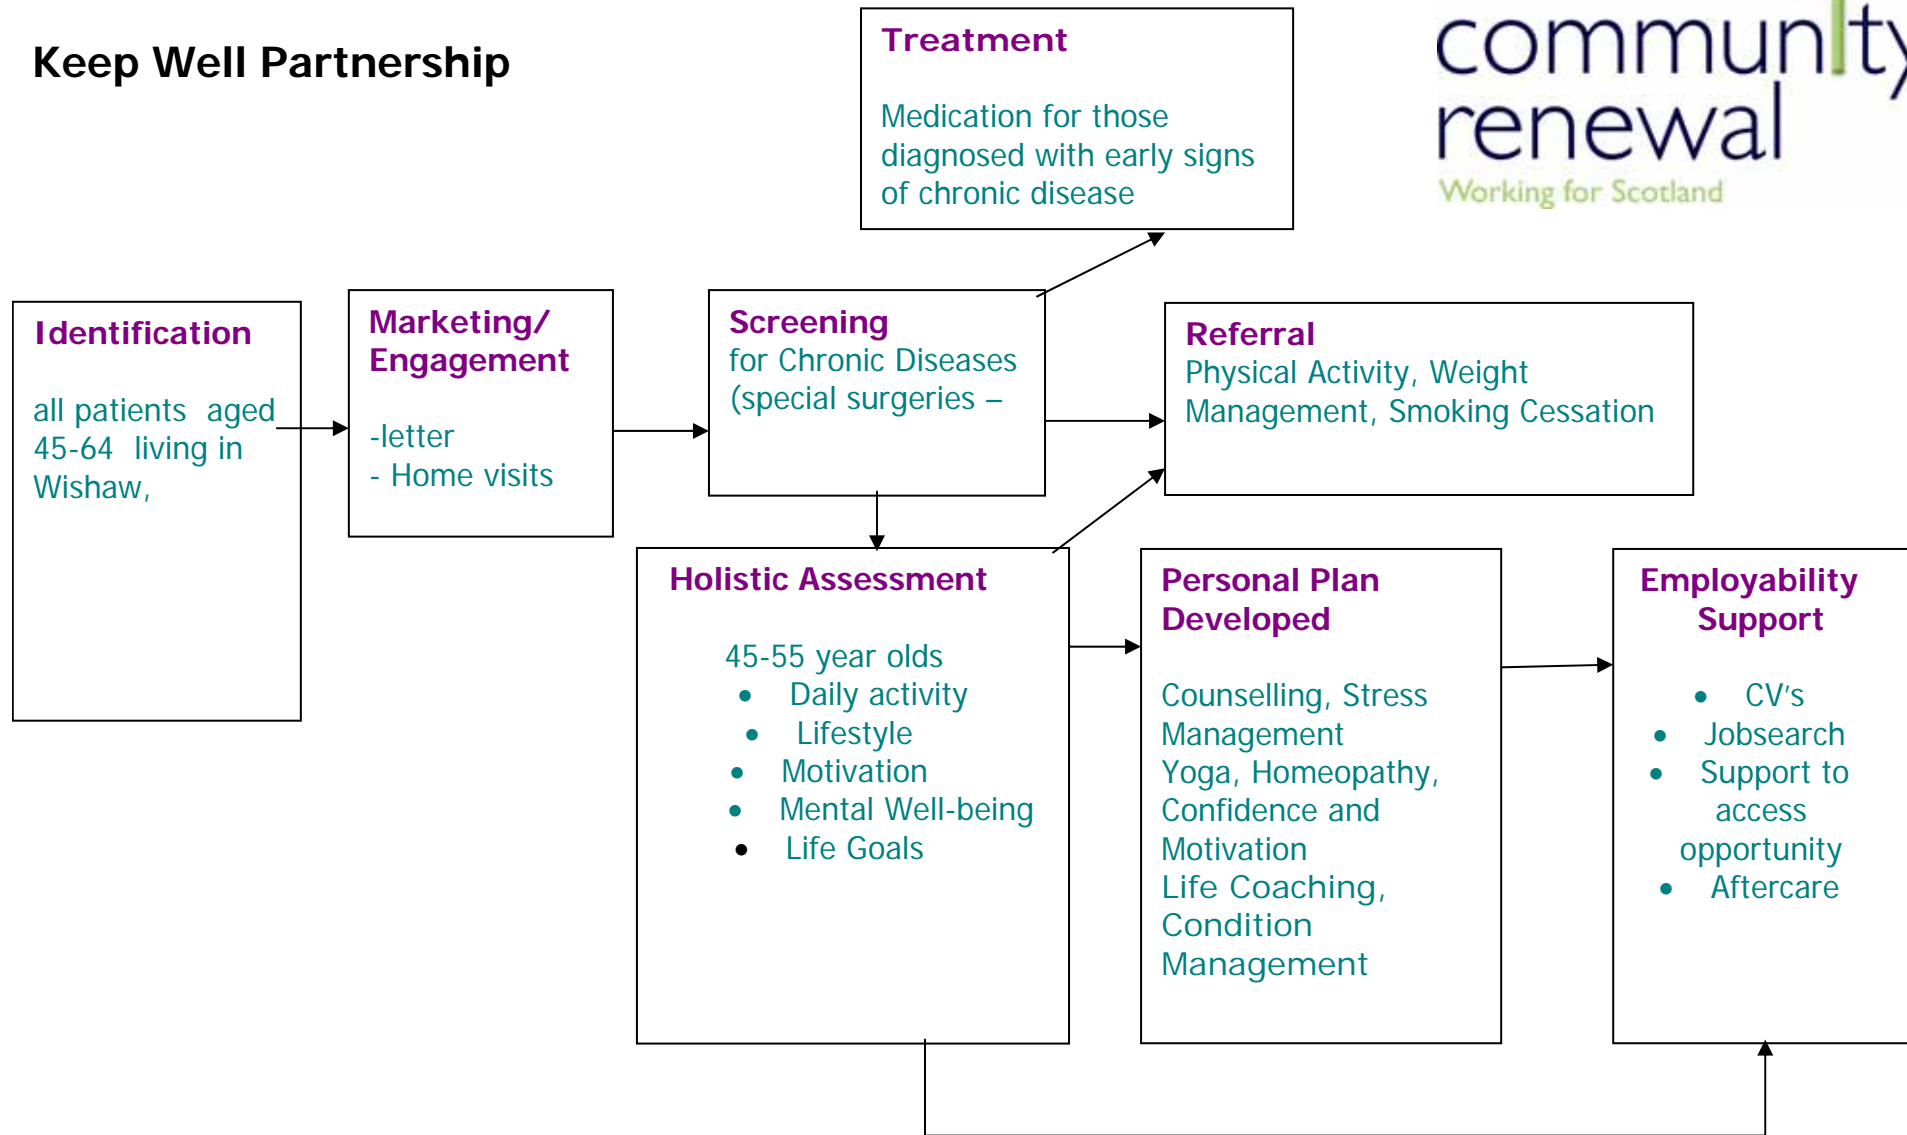 Keep Well Partnership
community
renewal
Working for Scotland
Treatment
Medication for those
diagnosed with early signs
of chronic disease
Identification
all patients aged
45-64 living in
Wishaw,
Marketing/
Engagement
-letter
- Home visits
Screening
for Chronic Diseases
(special surgeries –
Referral
Physical Activity, Weight
Management, Smoking Cessation
Holistic Assessment
45-55 year olds
• Daily activity
• Lifestyle
• Motivation
• Mental Well-being
• Life Goals
Personal Plan
Developed
Counselling, Stress
Management
Yoga, Homeopathy,
Confidence and
Motivation
Life Coaching,
Condition
Management
Employability
Support
• CV's
• Jobsearch
• Support to
access
opportunity
• Aftercare